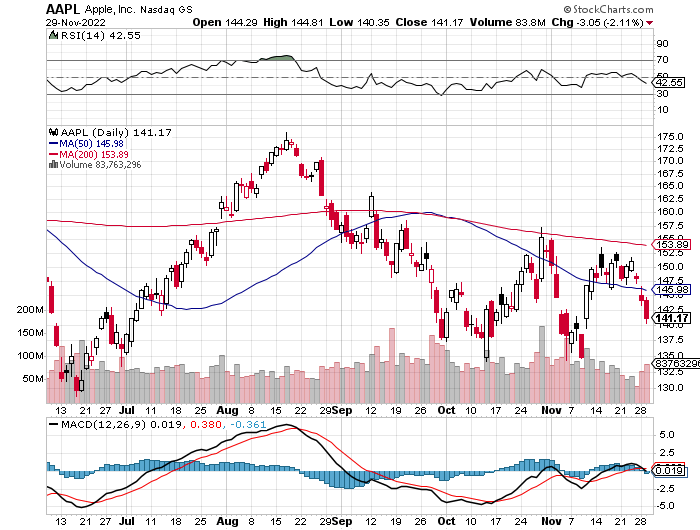 AAPL Apple, Inc. Nasdaq GS © StockCharts.com
29-Nov-2022 Open 144.29 High 144.81 Low 140.35 Close 141.17 Volume 83.8M Chg -3.05 (-2.11%)
RSI(14) 42.55
90
70
50
42.55
30
10
AAPL (Daily) 141.17
MA(50) 145.98
MA(200) 153.89
Volume 83,763,296
175.0
172.5
170.0
167.5
165.0
162.5
160.0
157.5
155.0
153.89
152.5
150.0
147.5
145.98
141.17
137.5
135.0
83763296
132.5
130.0
200M
150M
100M
50M
13 21 27 Jul 11 18 25 Aug 8 15 22 29 Sep 12 19 26 Oct 10 17 24 Nov 7 14 21 28
MACD(12,26,9) 0.019, 0.380, -0.361
5.0
2.5
0.019
-2.5
-5.0
13 21 27 Jul 11 18 25 Aug 8 15 22 29 Sep 12 19 26 Oct 10 17 24 Nov 7 14 21 28